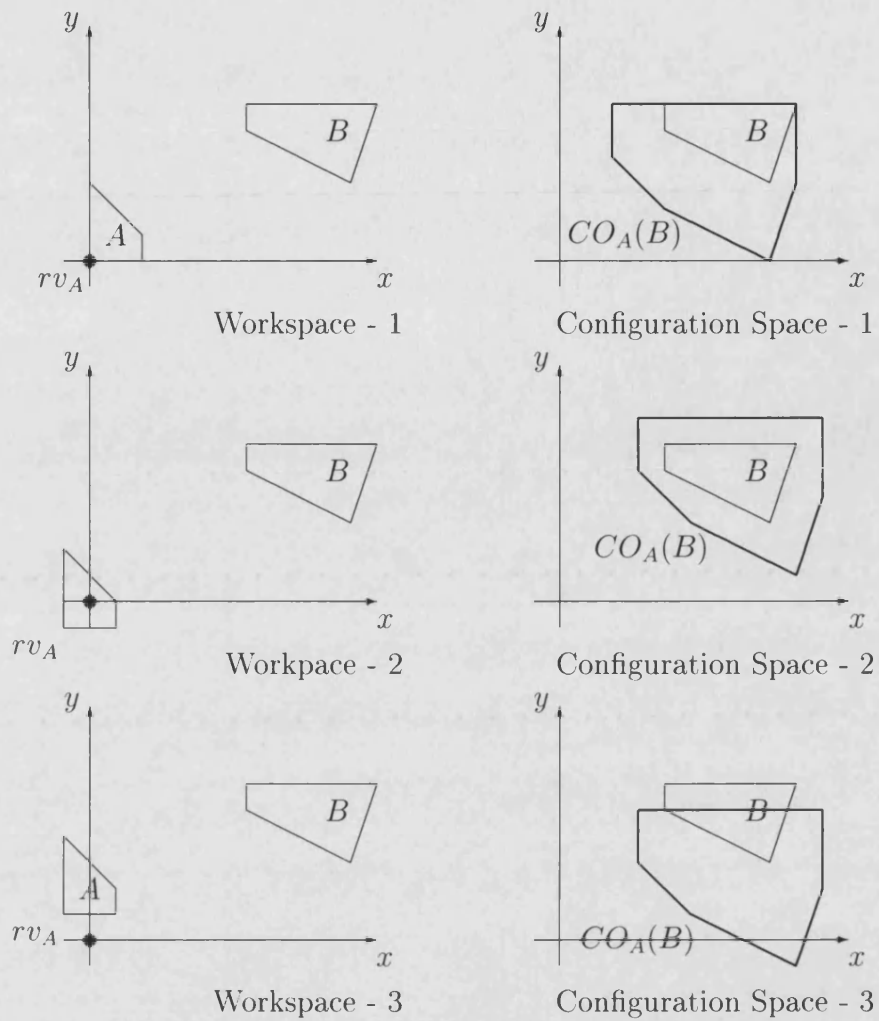 y
B
A
rv_A
x
Workspace - 1
y
B
CO_A(B)
x
Configuration Space - 1
y
B
rv_A
x
Workpace - 2
y
B
CO_A(B)
x
Configuration Space - 2
y
B
A
rv_A
x
Workspace - 3
y
B
CO_A(B)
x
Configuration Space - 3